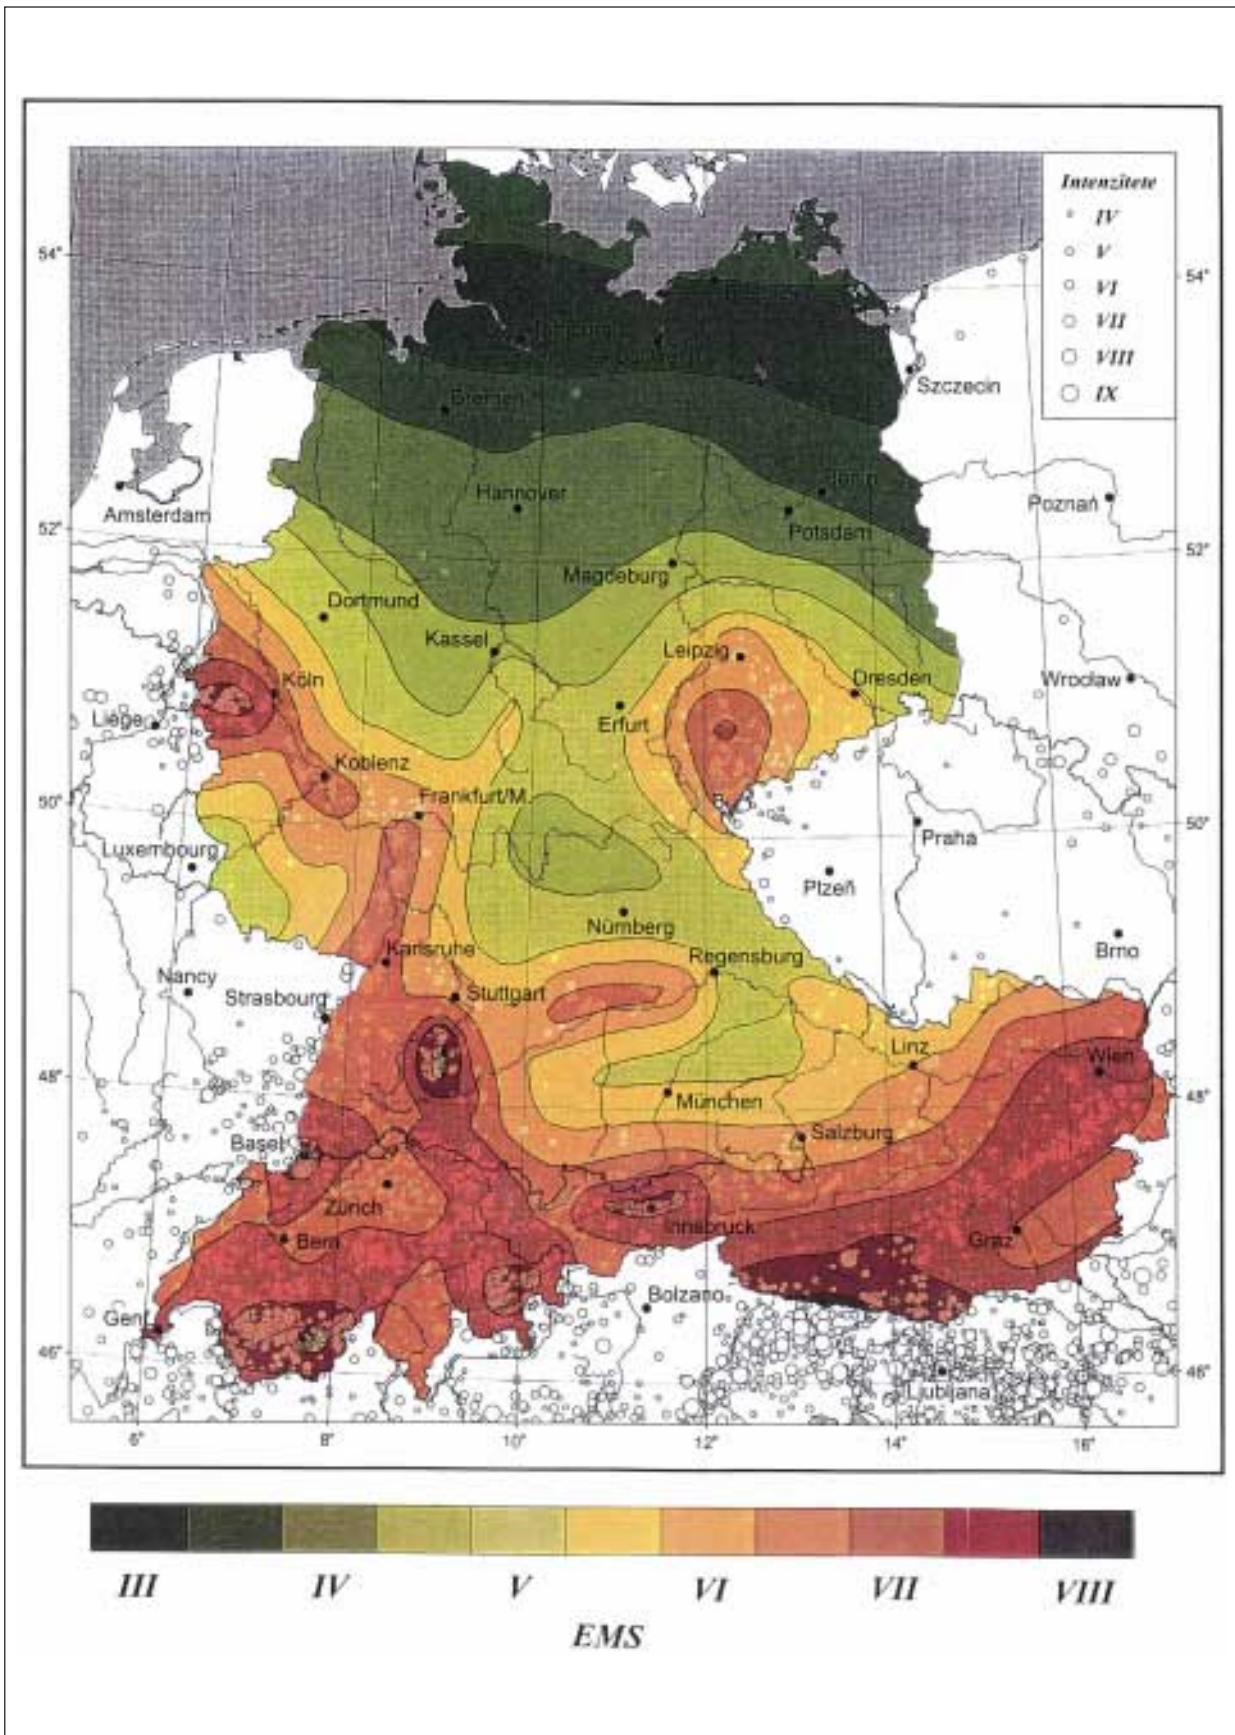 Intenzitete
IV
V
VI
VII
VIII
IX
54°
54°
Szczecin
Bremen
Hannover
Berlin
Potsdam
Poznań
Amsterdam
52°
52°
Magdeburg
Dortmund
Kassel
Leipzig
Köln
Dresden
Wrocław
Liège
Erfurt
Koblenz
Frankfurt/M.
50°
50°
Luxembourg
Praha
Plzeň
Nürnberg
Brno
Karlsruhe
Regensburg
Nancy
Strasbourg
Stuttgart
Linz
Wien
48°
48°
München
Basel
Salzburg
Zürich
Innsbruck
Bern
Graz
Bolzano
Genf
46°
46°
Ljubljana
6° 8° 10° 12° 14° 16°
III IV V VI VII VIII
EMS